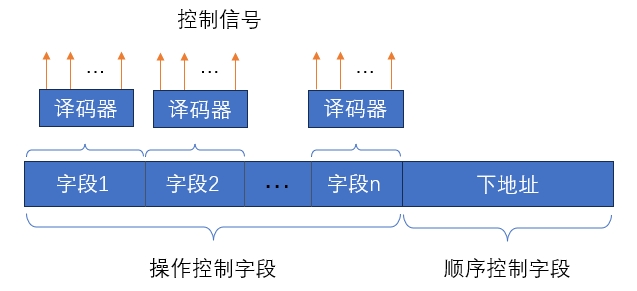 控制信号
... ... ...
译码器 译码器 译码器
字段1 字段2 ... 字段n 下地址
操作控制字段 顺序控制字段